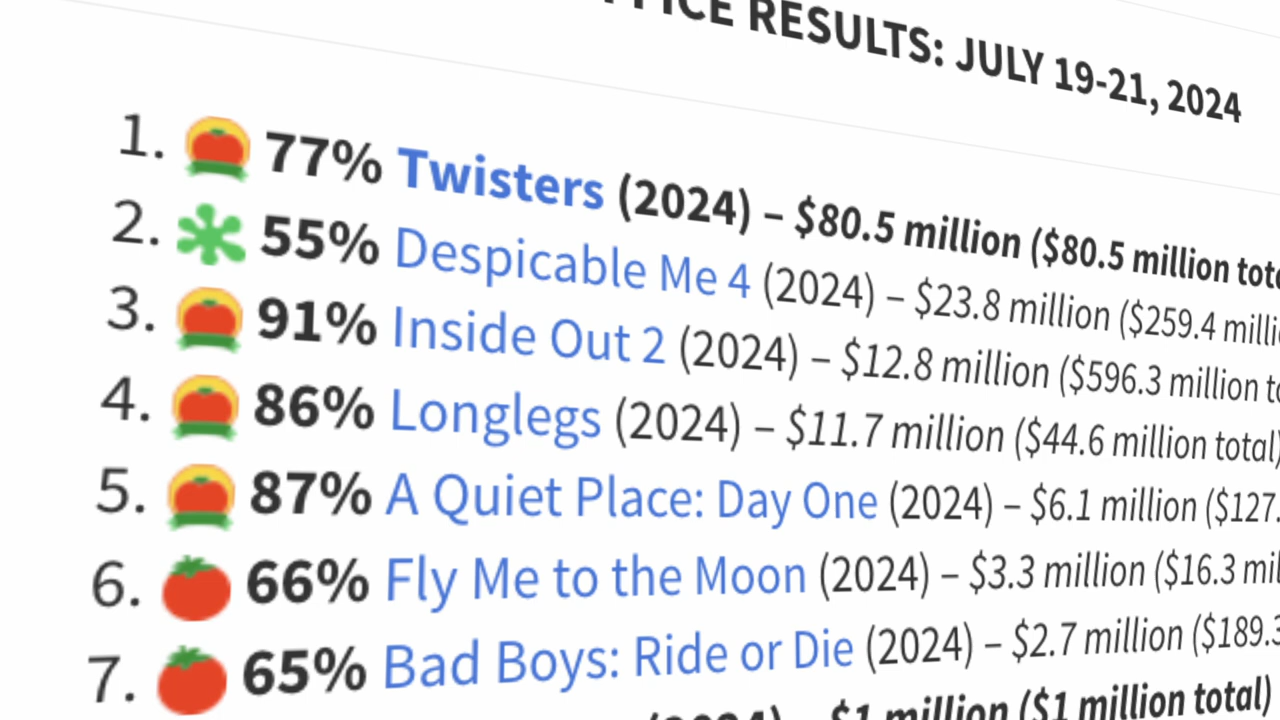 RESULTS: JULY 19-21, 2024
1. 77% Twisters (2024) – $80.5 million ($80.5 million
2. 55% Despicable Me 4 (2024) – $23.8 million ($259.4
3. 91% Inside Out 2 (2024) – $12.8 million ($596.3 million
4. 86% Longlegs (2024) – $11.7 million ($44.6 million total)
5. 87% A Quiet Place: Day One (2024) – $6.1 million ($127.
6. 66% Fly Me to the Moon (2024) – $3.3 million ($16.3
7. 65% Bad Boys: Ride or Die (2024) – $2.7 million ($189.3
(2024) – $1 million ($1 million total)